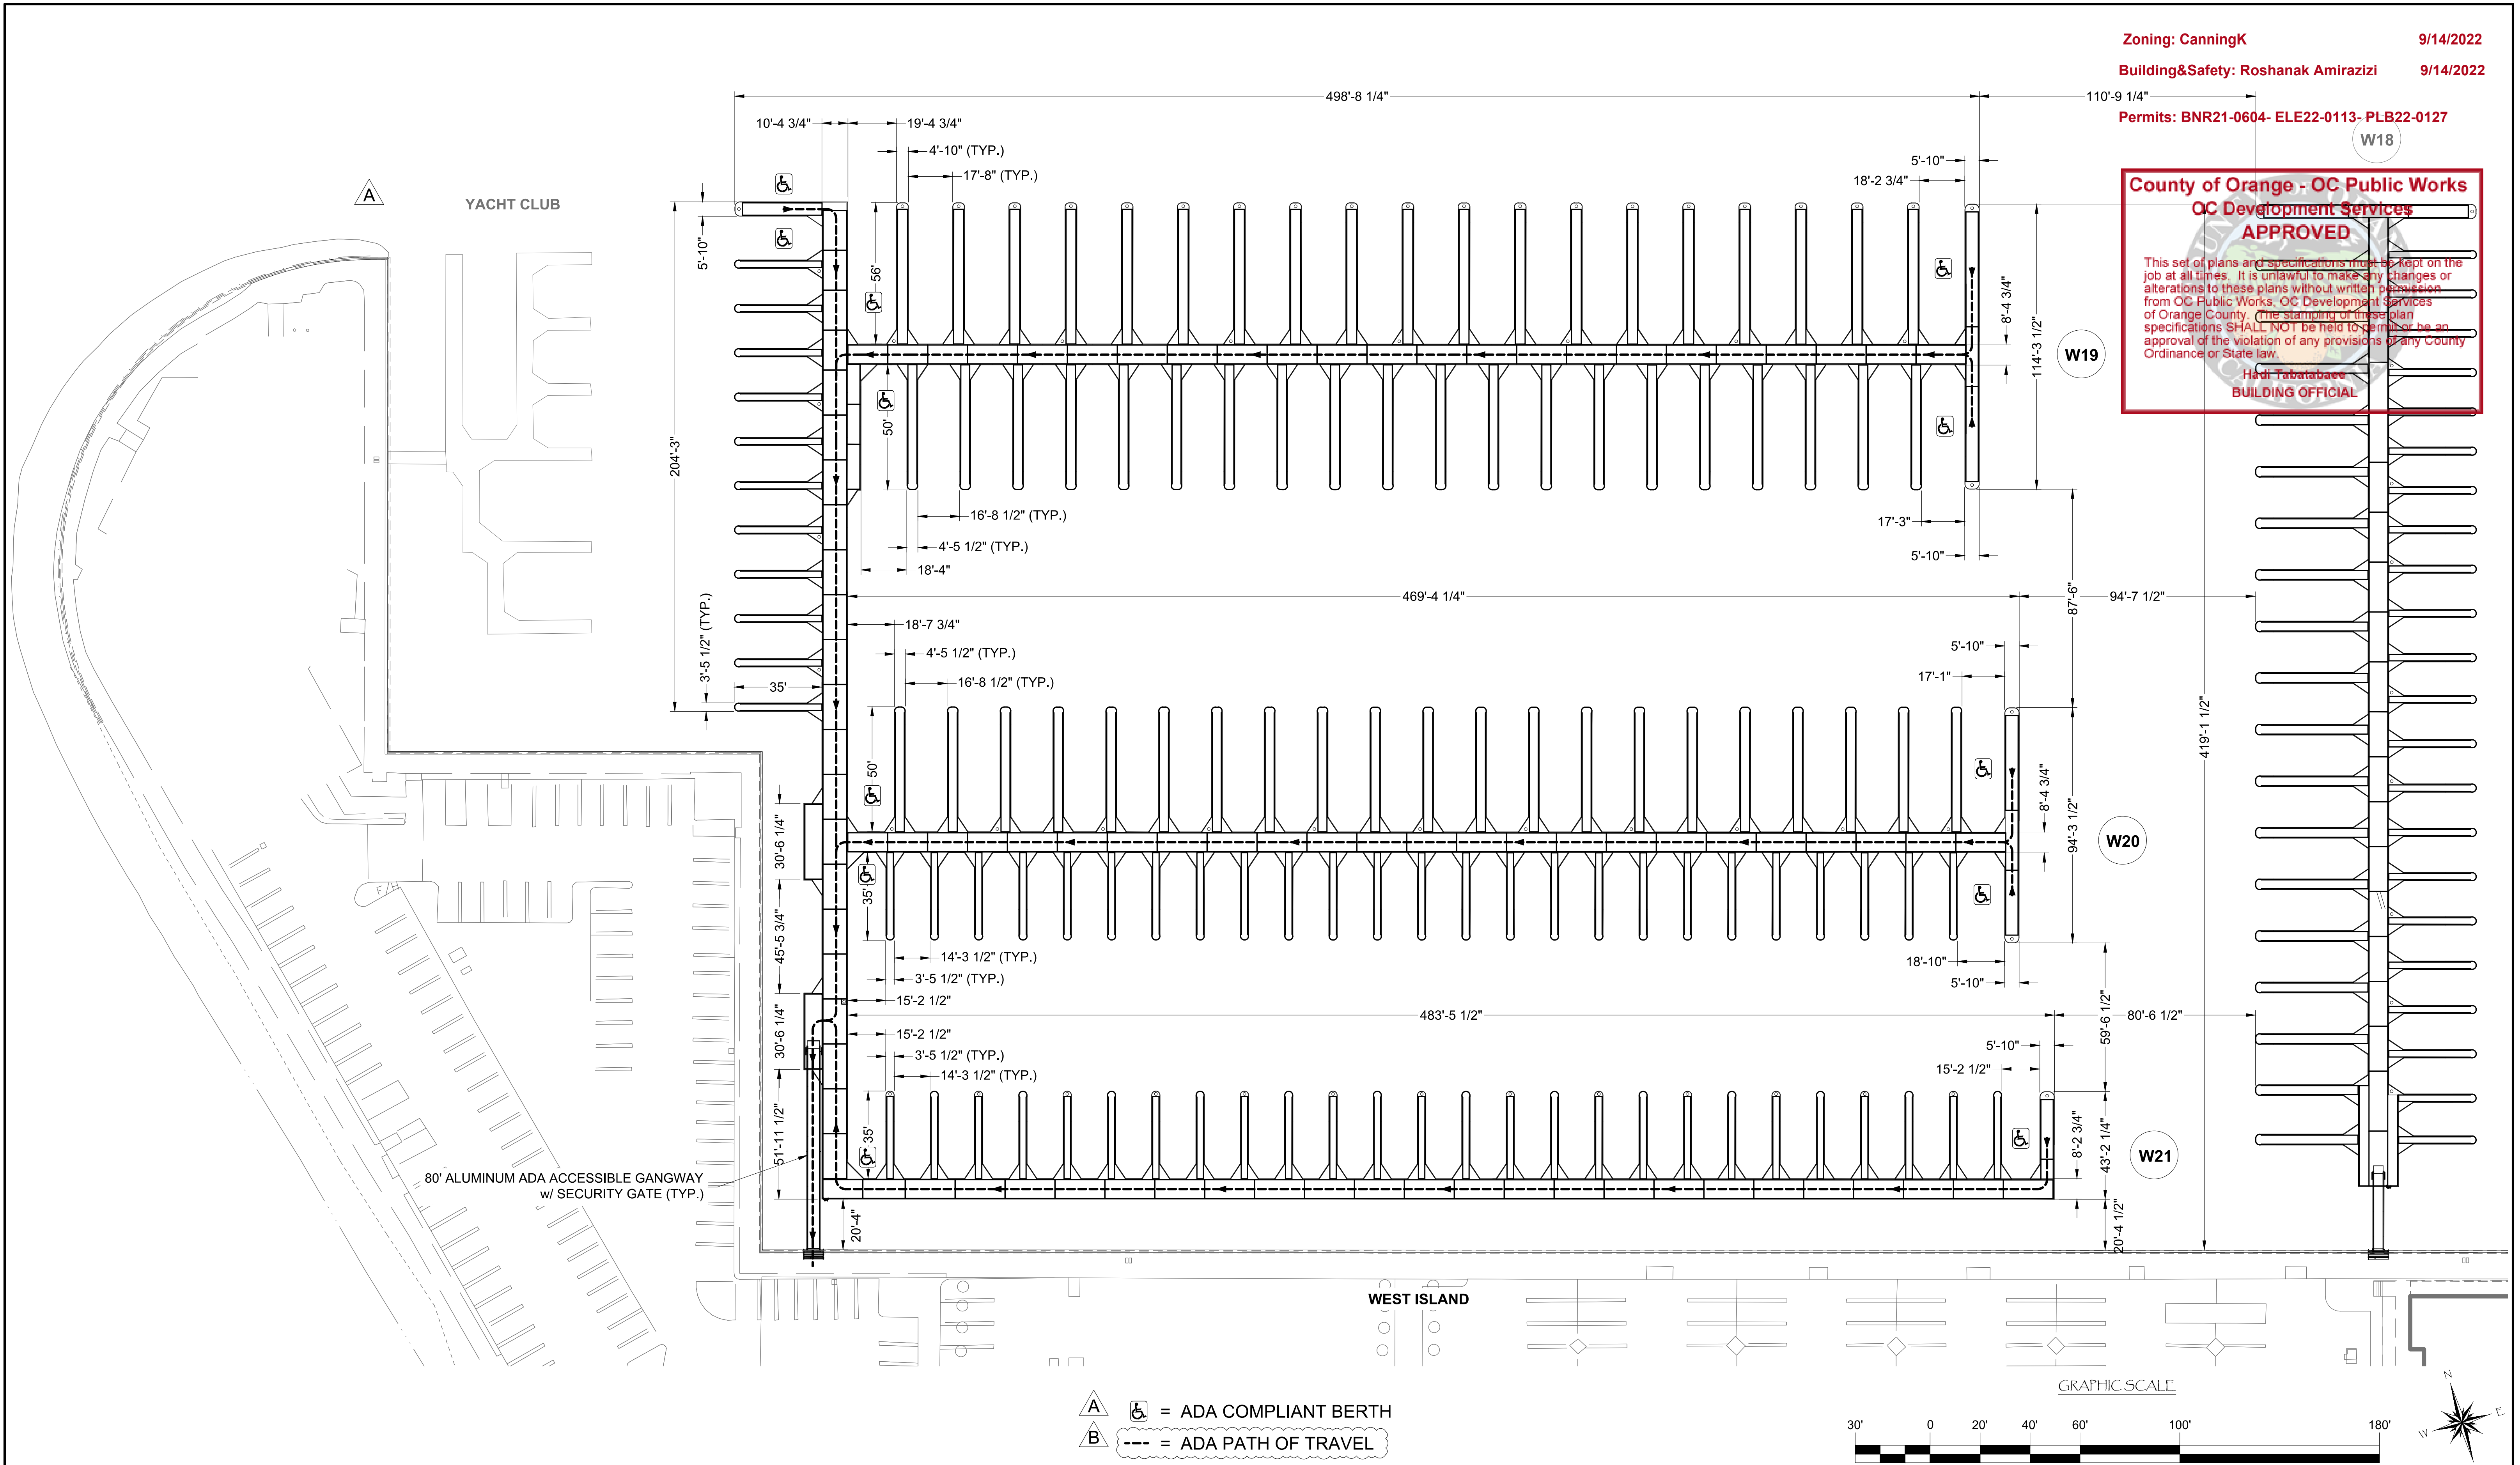 Zoning: CanningK 9/14/2022
Building&Safety: Roshanak Amirazizi 9/14/2022
Permits: BNR21-0604- ELE22-0113- PLB22-0127
W18
County of Orange - OC Public Works
OC Development Services
APPROVED
This set of plans and specifications must be kept on the
job at all times. It is unlawful to make any changes or
alterations to these plans without written permission
from OC Public Works, OC Development Services
of Orange County. The stamping of these plan
specifications SHALL NOT be held to permit or be an
approval of the violation of any provisions of any County
Ordinance or State law.
Hadi Tabatabaee
BUILDING OFFICIAL
498'-8 1/4"
110'-9 1/4"
10'-4 3/4"
19'-4 3/4"
4'-10" (TYP.)
17'-8" (TYP.)
5'-10"
18'-2 3/4"
A
YACHT CLUB
5'-10"
56'
8'-4 3/4"
114'-3 1/2"
W19
50'
204'-3"
16'-8 1/2" (TYP.)
4'-5 1/2" (TYP.)
18'-4"
17'-3"
5'-10"
469'-4 1/4"
87'-6"
94'-7 1/2"
3'-5 1/2" (TYP.)
35'
18'-7 3/4"
4'-5 1/2" (TYP.)
16'-8 1/2" (TYP.)
5'-10"
17'-1"
419'-1 1/2"
50'
30'-6 1/4"
8'-4 3/4"
94'-3 1/2"
W20
35'
45'-5 3/4"
14'-3 1/2" (TYP.)
3'-5 1/2" (TYP.)
15'-2 1/2"
18'-10"
5'-10"
F/H
483'-5 1/2"
59'-6 1/2"
80'-6 1/2"
30'-6 1/4"
15'-2 1/2"
3'-5 1/2" (TYP.)
14'-3 1/2" (TYP.)
5'-10"
15'-2 1/2"
51'-11 1/2"
35'
8'-2 3/4"
43'-2 1/4"
W21
80' ALUMINUM ADA ACCESSIBLE GANGWAY
w/ SECURITY GATE (TYP.)
20'-4"
20'-4 1/2"
WEST ISLAND
A = ADA COMPLIANT BERTH
B = ADA PATH OF TRAVEL
GRAPHIC SCALE
30' 0 20' 40' 60' 100' 180'
N
E
W